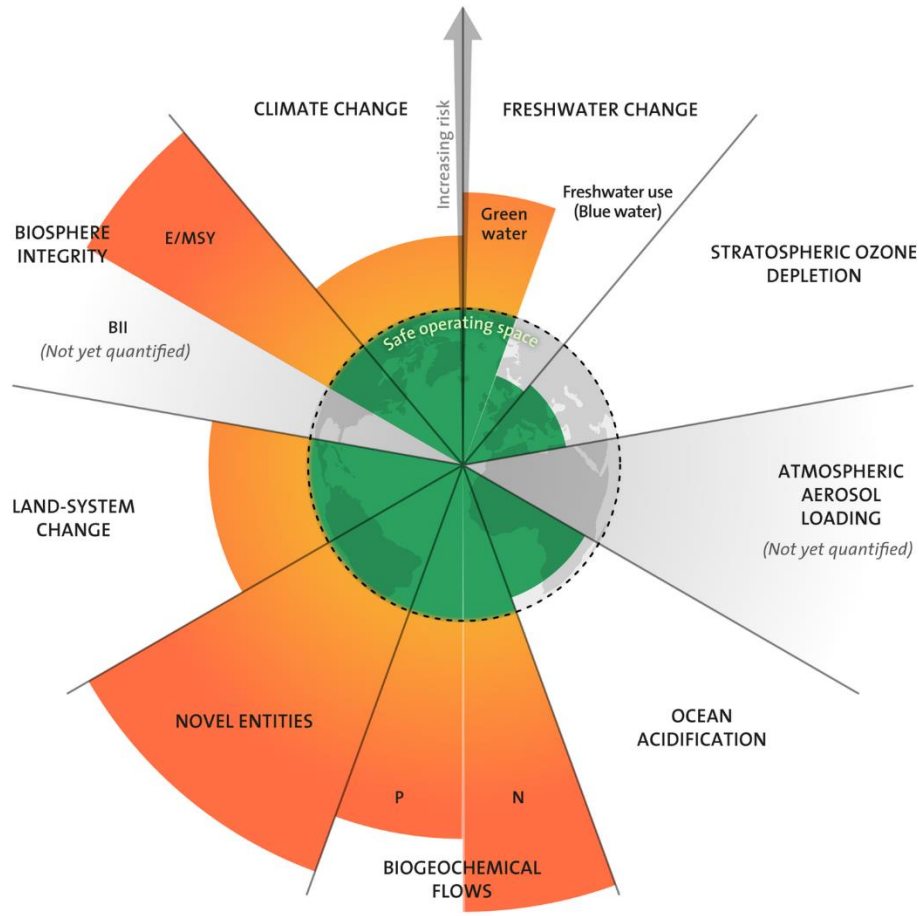 CLIMATE CHANGE
Increasing risk
FRESHWATER CHANGE
Green
water
Freshwater use
(Blue water)
STRATOSPHERIC OZONE
DEPLETION
BIOSPHERE
INTEGRITY
E/MSY
BII
(Not yet quantified)
Safe operating space
LAND-SYSTEM
CHANGE
ATMOSPHERIC
AEROSOL
LOADING
(Not yet quantified)
NOVEL ENTITIES
OCEAN
ACIDIFICATION
P
N
BIOGEOCHEMICAL
FLOWS